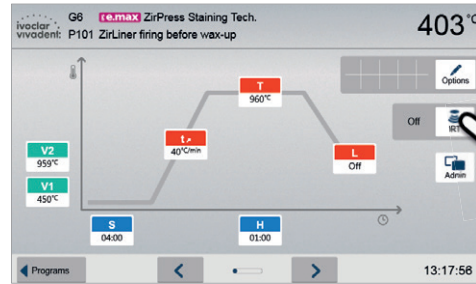 ivoclar
vivadent:
G6 e.max ZirPress Staining Tech.
P101 ZirLiner firing before wax-up
403°C
Options
T
960°C
Off
IRT
t↗
40°C/min
L
Off
Admin
V2
959°C
V1
450°C
S
04:00
H
01:00
Programs
13:17:56